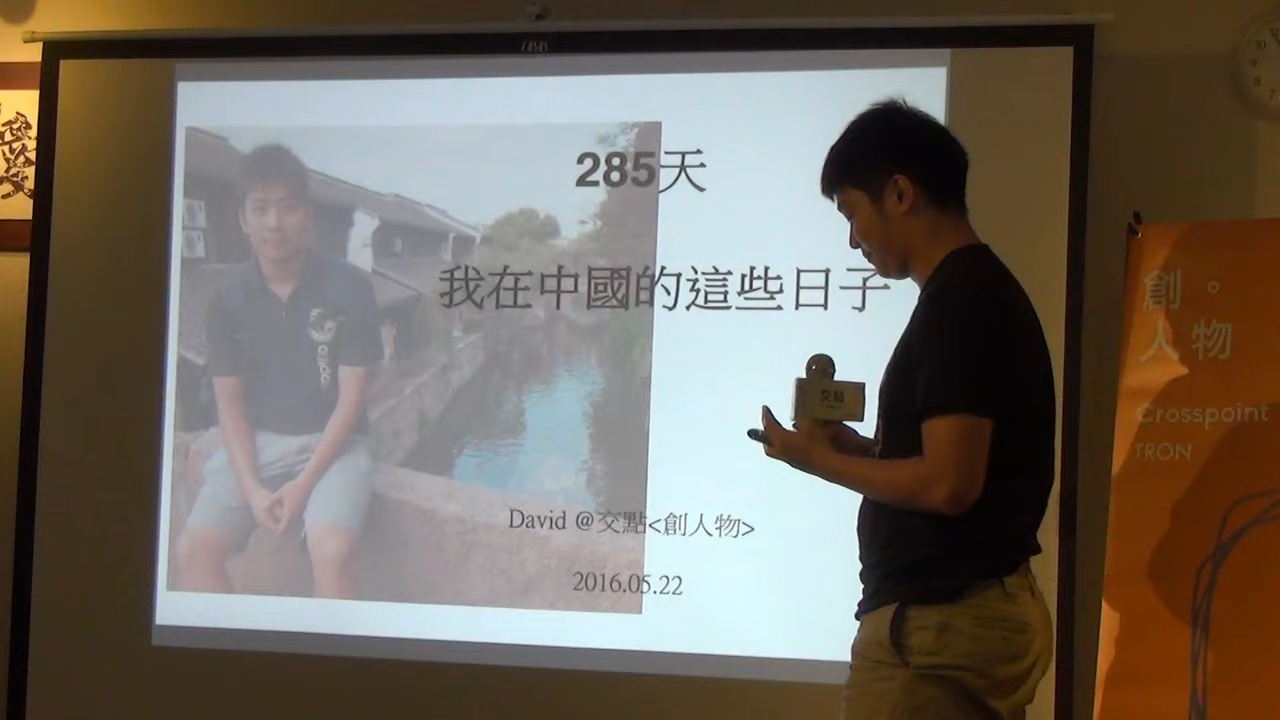 285天
我在中國的這些日子
David @交點<創人物>
2016.05.22
交點
創。
人物
Crosspoint
TRON